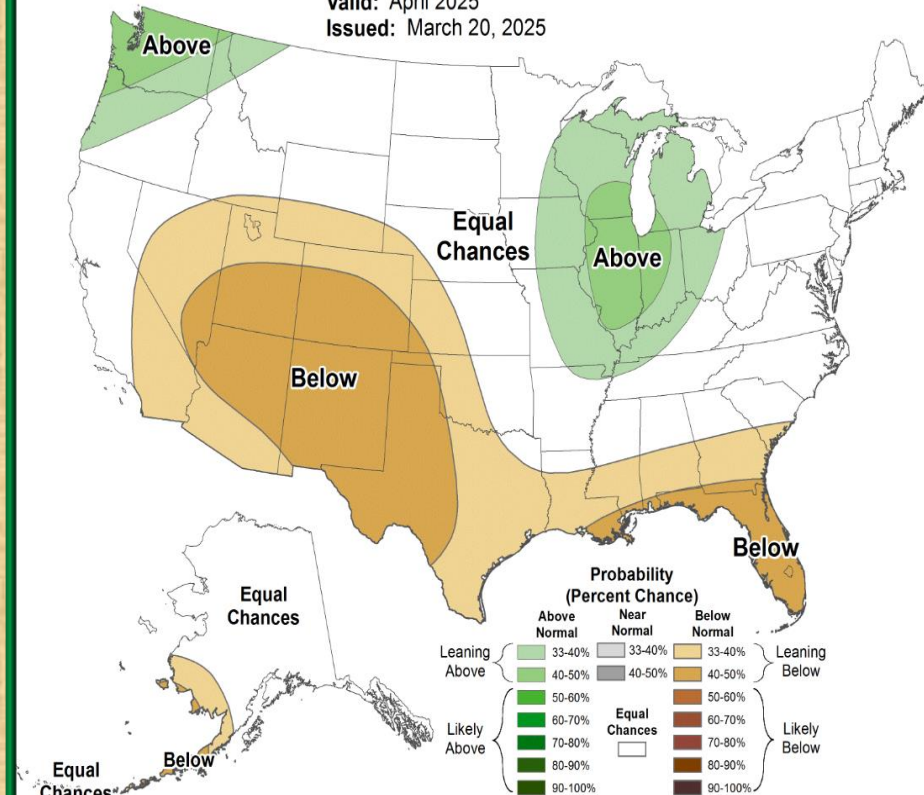 Valid: April 2025
Issued: March 20, 2025
Above
Equal
Chances
Above
Below
Below
Equal
Chances
Below
Equal
Chances
Probability
(Percent Chance)
Above
Normal
Near
Normal
Below
Normal
Leaning
Above
33-40%
33-40%
33-40%
Leaning
Below
40-50%
40-50%
40-50%
Likely
Above
50-60%
60-70%
70-80%
80-90%
90-100%
Equal
Chances
50-60%
60-70%
70-80%
80-90%
90-100%
Likely
Below